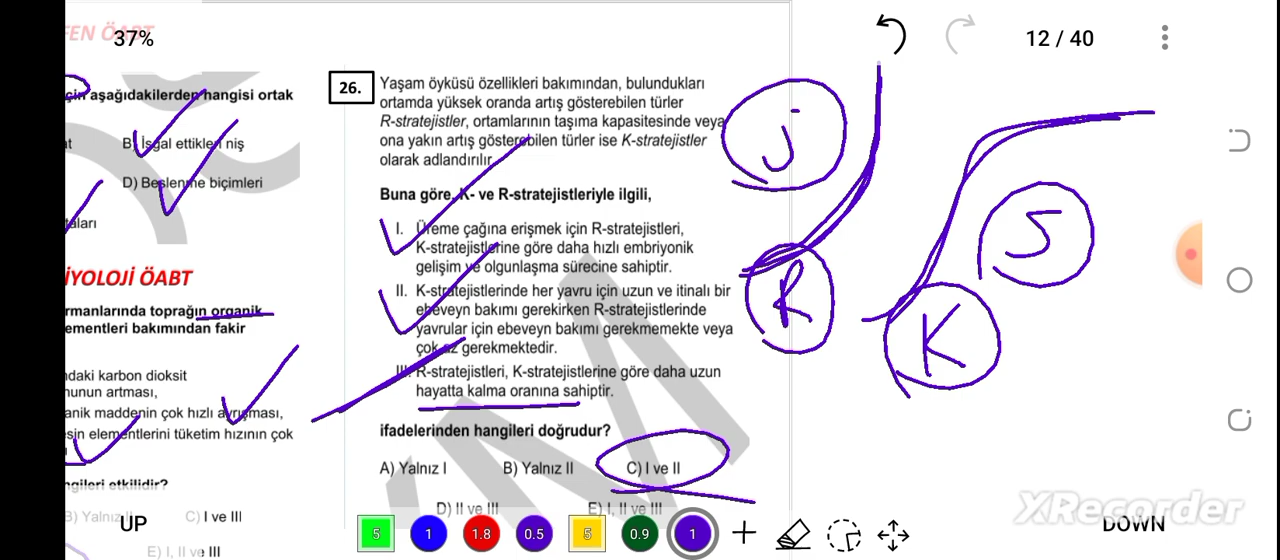 FEN ÖABT
37%
12 / 40
için aşağıdakilerden hangisi ortak
at
B) İşgal ettikleri niş
D) Beslenme biçimleri
taları
İYOLOJİ ÖABT
rmanlarında toprağın organik
ementleri bakımından fakir
ndaki karbon dioksit
nunun artması,
anik maddenin çok hızlı ayrışması,
esin elementlerini tüketim hızının çok
ngileri etkilidir?
B) Yalnız II
C) I ve III
E) I, II ve III
UP
26.
Yaşam öyküsü özellikleri bakımından, bulundukları
ortamda yüksek oranda artış gösterebilen türler
R-stratejistler, ortamlarının taşıma kapasitesinde veya
ona yakın artış gösterebilen türler ise K-stratejistler
olarak adlandırılır.
Buna göre, K- ve R-stratejistleriyle ilgili,
I. Üreme çağına erişmek için R-stratejistleri,
K-stratejistlerine göre daha hızlı embriyonik
gelişim ve olgunlaşma sürecine sahiptir.
II. K-stratejistlerinde her yavru için uzun ve itinalı bir
ebeveyn bakımı gerekirken R-stratejistlerinde
yavrular için ebeveyn bakımı gerekmemekte veya
çok az gerekmektedir.
III. R-stratejistleri, K-stratejistlerine göre daha uzun
hayatta kalma oranına sahiptir.
ifadelerinden hangileri doğrudur?
A) Yalnız I
B) Yalnız II
C) I ve II
D) II ve III
E) I, II ve III
J
R
S
K
5
1
1.8
0.5
5
0.9
1
XRecorder
DOWN